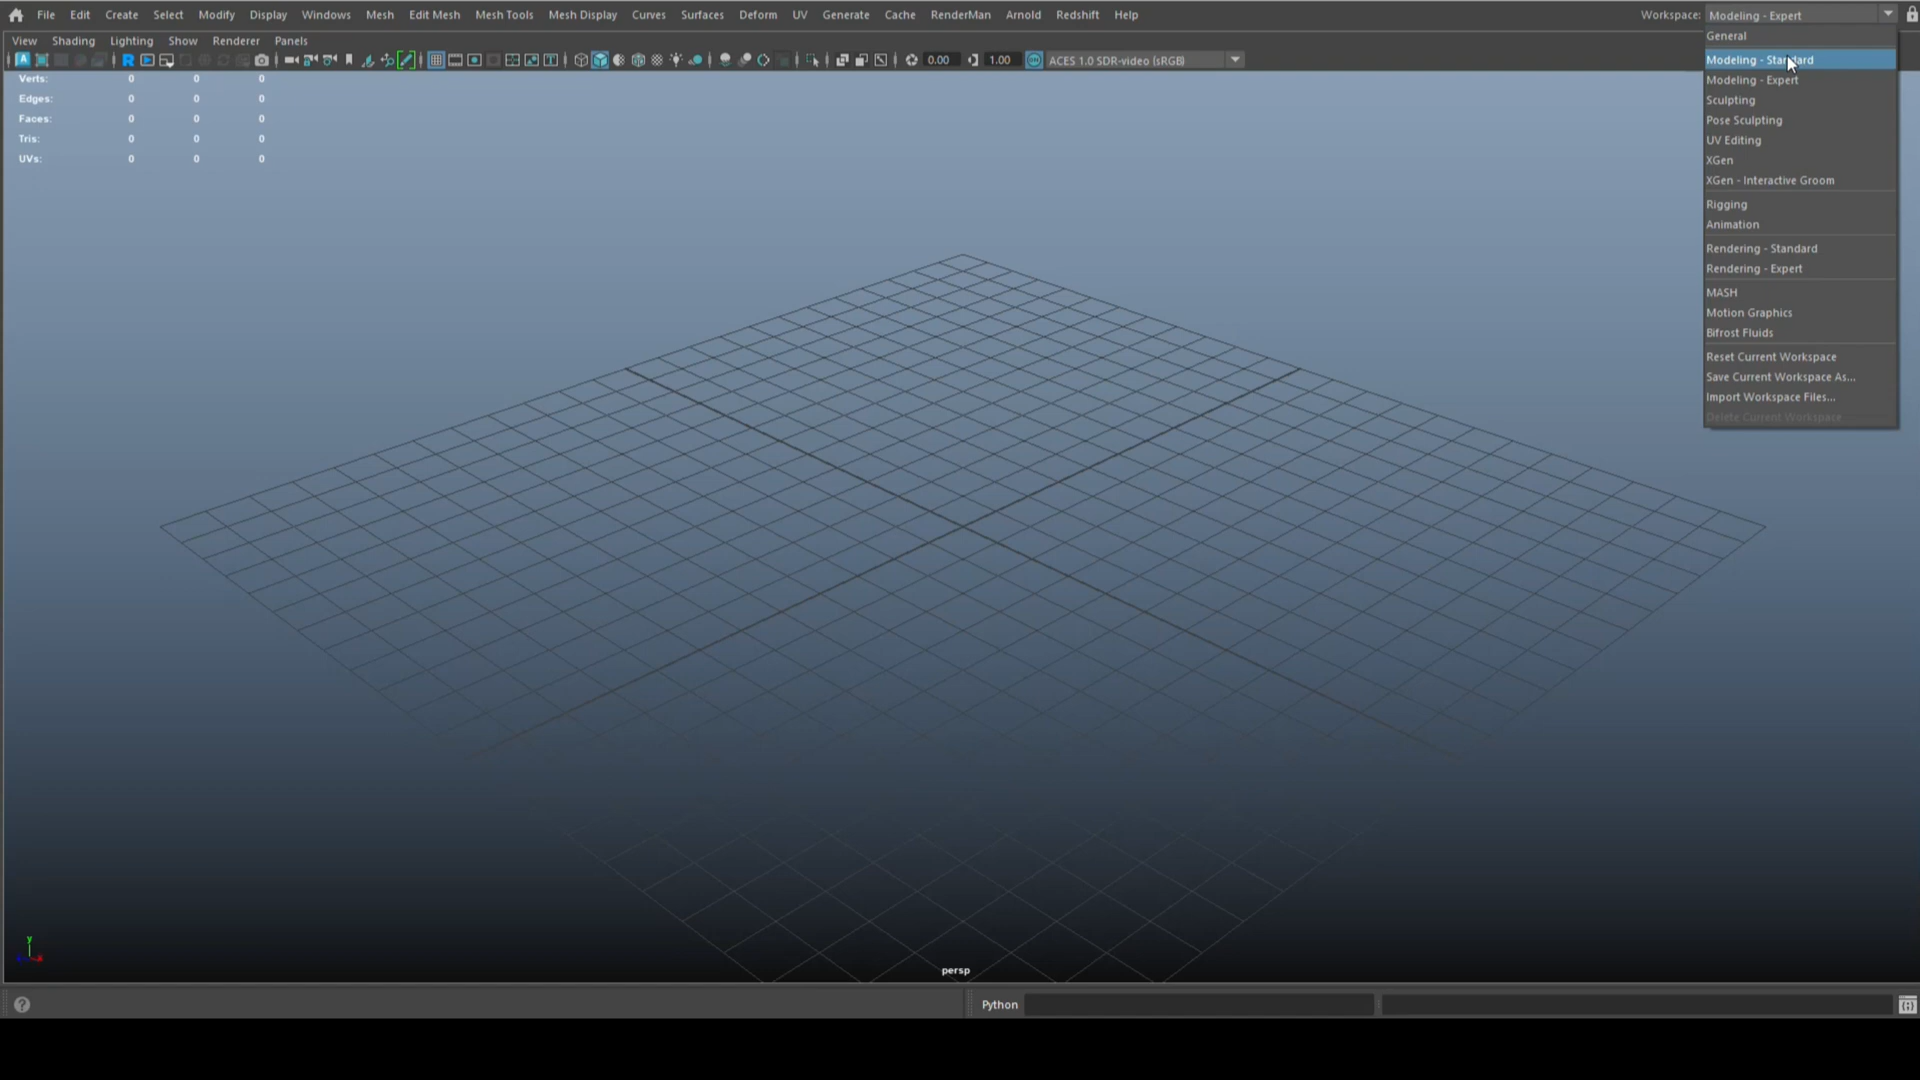 File Edit Create Select Modify Display Windows Mesh Edit Mesh Mesh Tools Mesh Display Curves Surfaces Deform UV Generate Cache RenderMan Arnold Redshift Help Workspace: Modeling - Expert
View Shading Lighting Show Renderer Panels
0.00 1.00 ACES 1.0 SDR-video (sRGB)
Verts: 0 0 0
Edges: 0 0 0
Faces: 0 0 0
Tris: 0 0 0
UVs: 0 0 0
General
Modeling - Standard
Modeling - Expert
Sculpting
Pose Sculpting
UV Editing
XGen
XGen - Interactive Groom
Rigging
Animation
Rendering - Standard
Rendering - Expert
MASH
Motion Graphics
Bifrost Fluids
Reset Current Workspace
Save Current Workspace As...
Import Workspace Files...
Delete Current Workspace
y
persp
Python